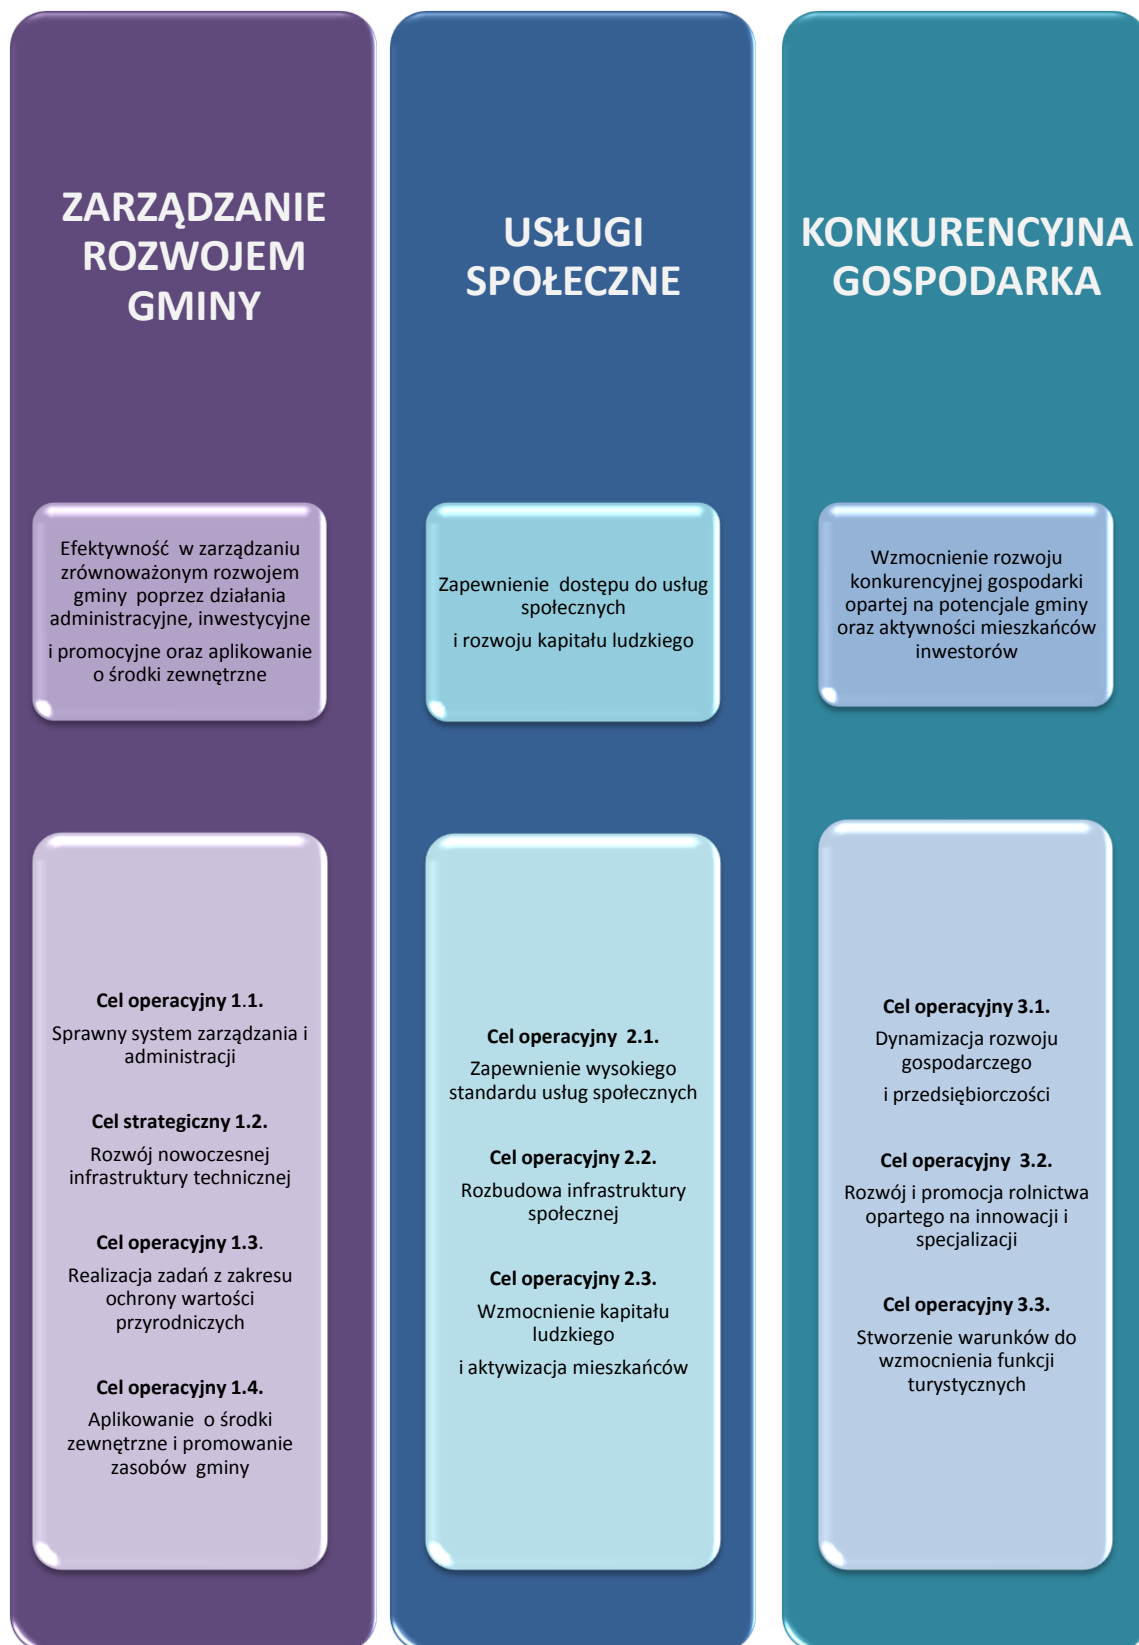 ZARZĄDZANIE
ROZWOJEM
GMINY
Efektywność w zarządzaniu
zrównoważonym rozwojem
gminy poprzez działania
administracyjne, inwestycyjne
i promocyjne oraz aplikowanie
o środki zewnętrzne
Cel operacyjny 1.1.
Sprawny system zarządzania i
administracji
Cel strategiczny 1.2.
Rozwój nowoczesnej
infrastruktury technicznej
Cel operacyjny 1.3.
Realizacja zadań z zakresu
ochrony wartości
przyrodniczych
Cel operacyjny 1.4.
Aplikowanie o środki
zewnętrzne i promowanie
zasobów gminy
USŁUGI
SPOŁECZNE
Zapewnienie dostępu do usług
społecznych
i rozwoju kapitału ludzkiego
Cel operacyjny 2.1.
Zapewnienie wysokiego
standardu usług społecznych
Cel operacyjny 2.2.
Rozbudowa infrastruktury
społecznej
Cel operacyjny 2.3.
Wzmocnienie kapitału
ludzkiego
i aktywizacja mieszkańców
KONKURENCYJNA
GOSPODARKA
Wzmocnienie rozwoju
konkurencyjnej gospodarki
opartej na potencjale gminy
oraz aktywności mieszkańców
inwestorów
Cel operacyjny 3.1.
Dynamizacja rozwoju
gospodarczego
i przedsiębiorczości
Cel operacyjny 3.2.
Rozwój i promocja rolnictwa
opartego na innowacji i
specjalizacji
Cel operacyjny 3.3.
Stworzenie warunków do
wzmocnienia funkcji
turystycznych